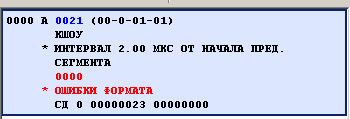 0000 А 0021 (00-0-01-01)
КШОУ
* ИНТЕРВАЛ 2.00 МКС ОТ НАЧАЛА ПРЕД.
СЕГМЕНТА
0000
* ОШИБКИ ФОРМАТА
СД 0 00000023 00000000